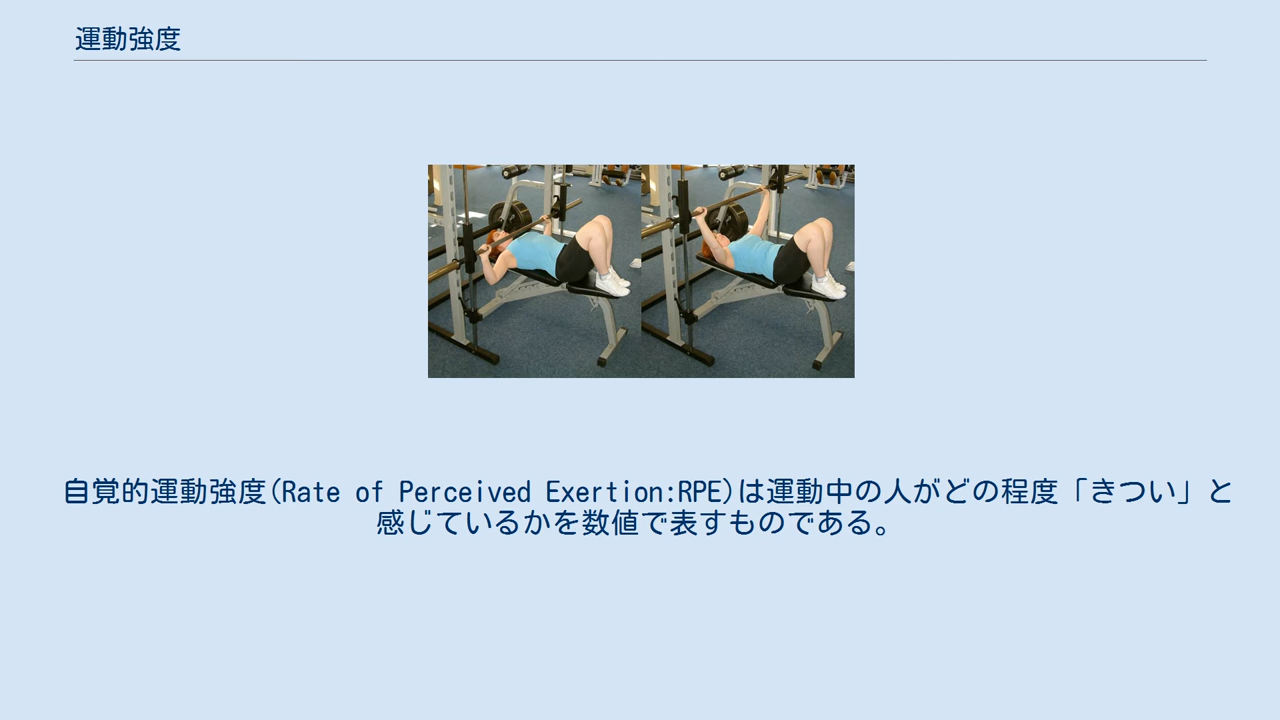 運動強度
自覚的運動強度(Rate of Perceived Exertion:RPE)は運動中の人がどの程度「きつい」と
感じているかを数値で表すものである。